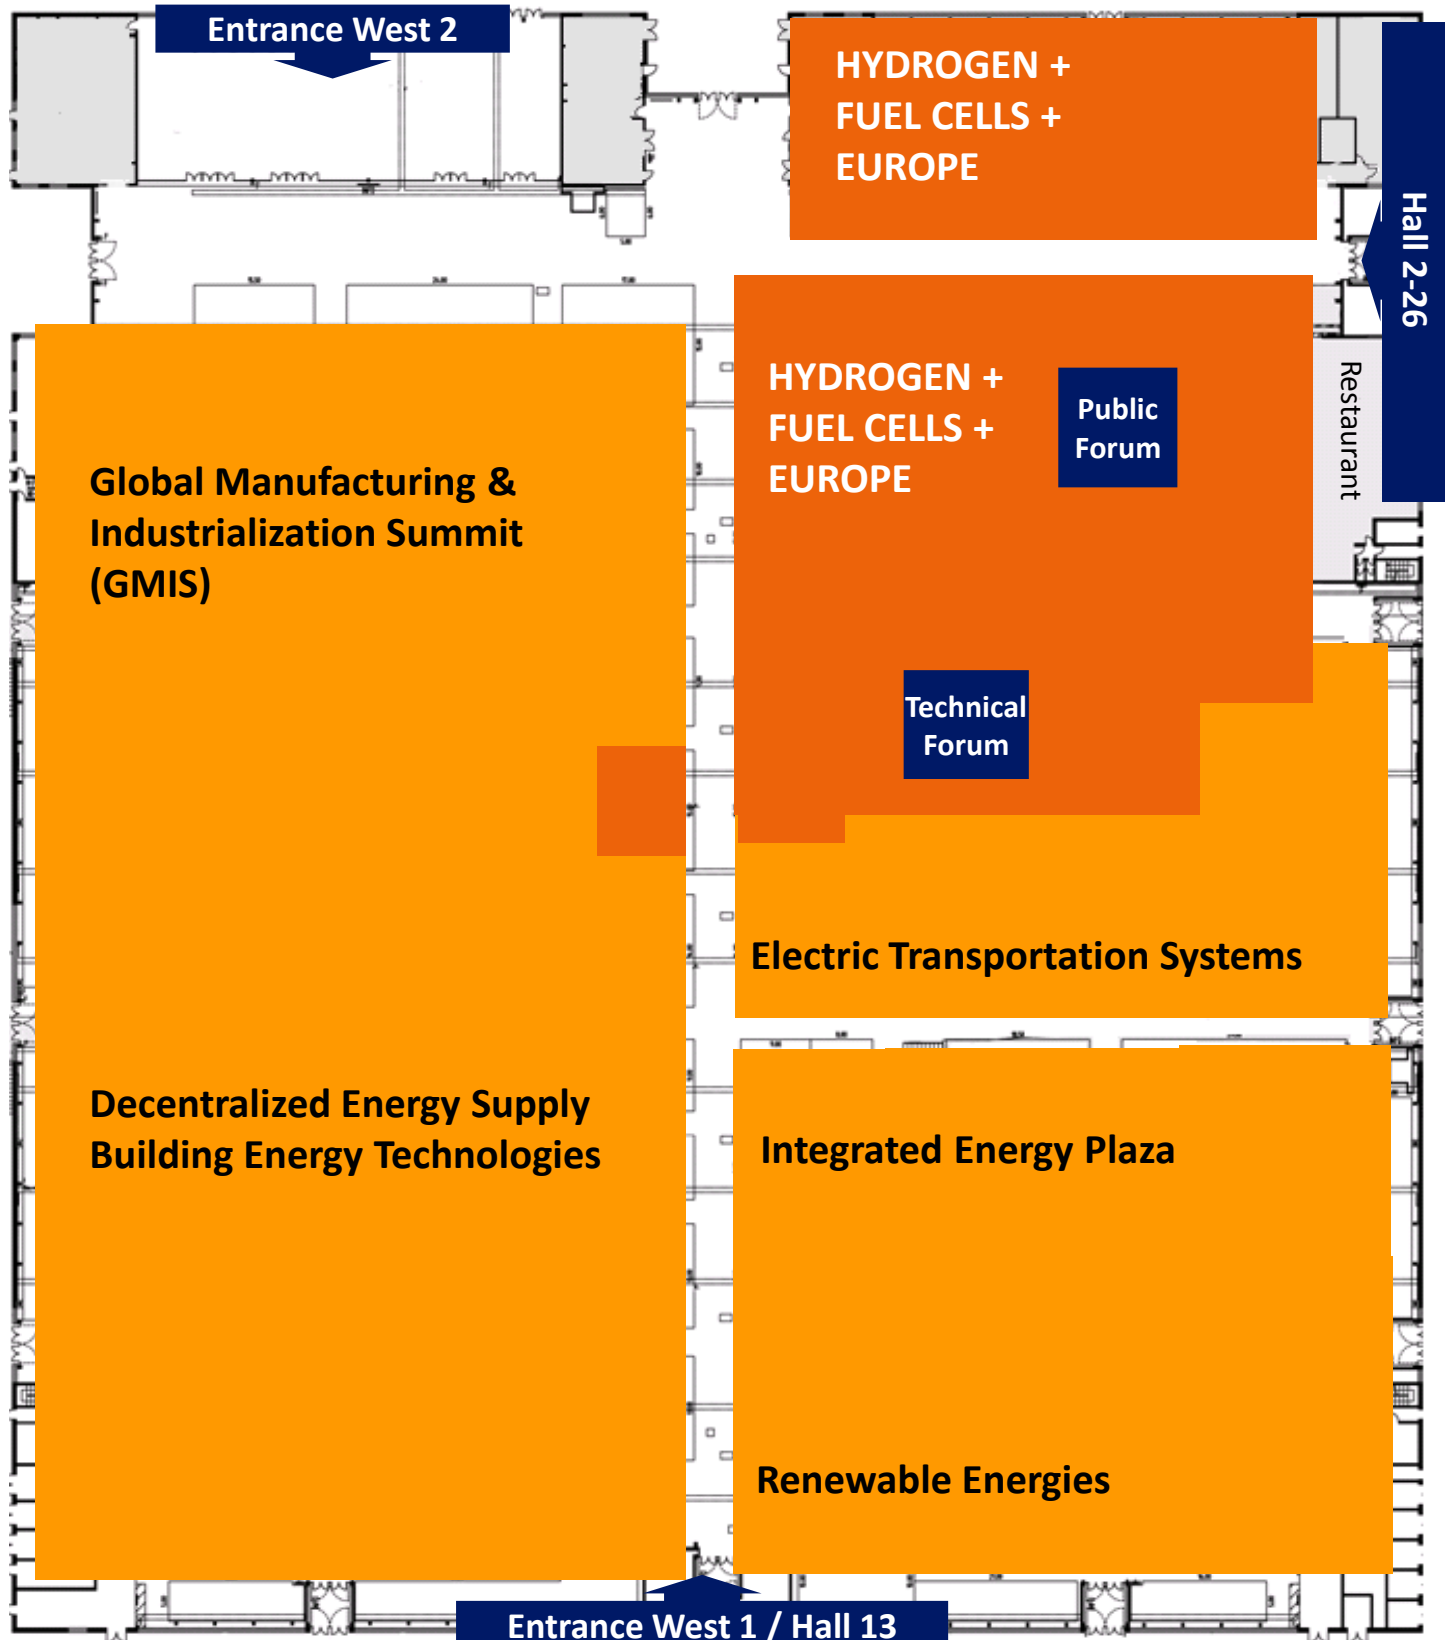 Entrance West 2
HYDROGEN +
FUEL CELLS +
EUROPE
Hall 2-26
Restaurant
HYDROGEN +
FUEL CELLS +
EUROPE
Public
Forum
Global Manufacturing &
Industrialization Summit
(GMIS)
Technical
Forum
Electric Transportation Systems
Decentralized Energy Supply
Building Energy Technologies
Integrated Energy Plaza
Renewable Energies
Entrance West 1 / Hall 13